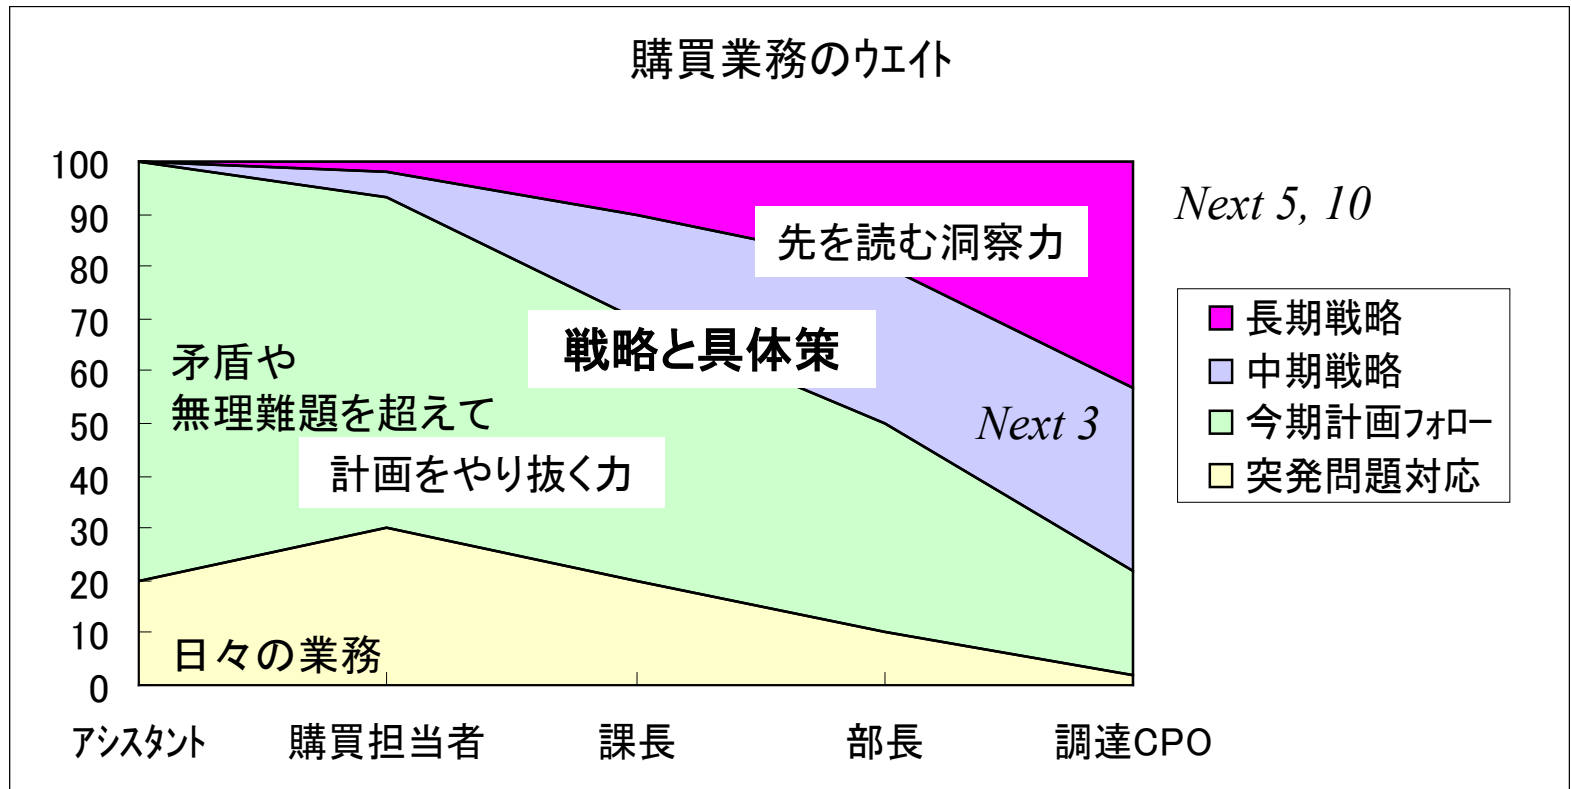 購買業務のｳｴｲﾄ
100
90
80
70
60
50
40
30
20
10
0
先を読む洞察力
戦略と具体策
矛盾や
無理難題を超えて
計画をやり抜く力
日々の業務
Next 3
Next 5, 10
長期戦略
中期戦略
今期計画ﾌｫﾛｰ
突発問題対応
ｱｼｽﾀﾝﾄ
購買担当者
課長
部長
調達CPO